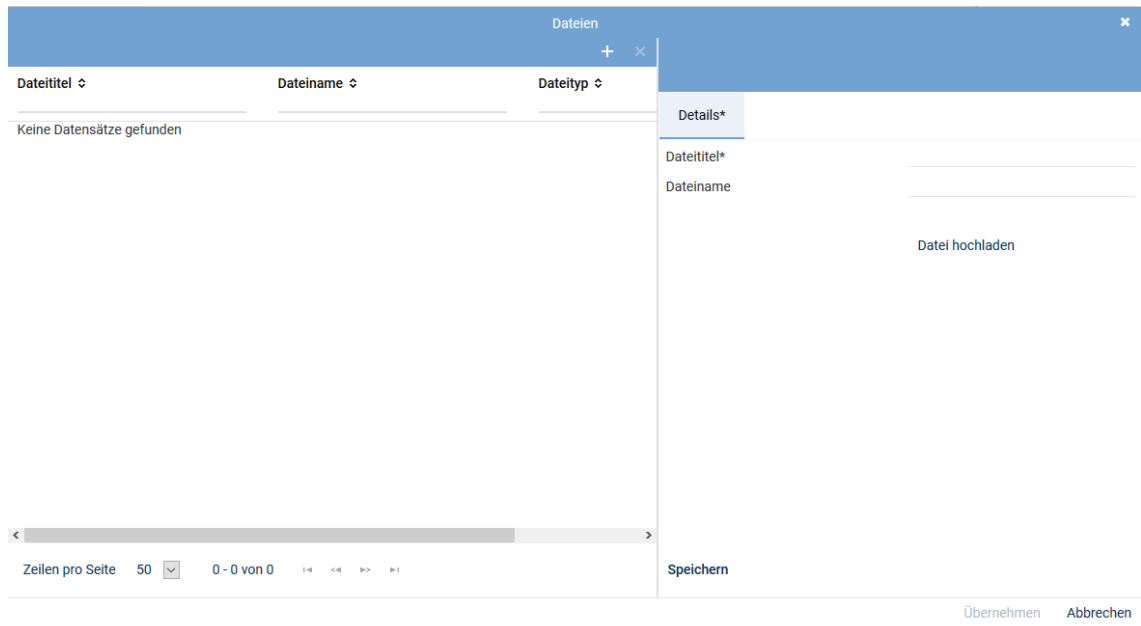 Dateien
Dateititel Dateiname Dateityp
Keine Datensätze gefunden
Details*
Dateititel*
Dateiname
Datei hochladen
Zeilen pro Seite 50 0 - 0 von 0
Speichern
Übernehmen Abbrechen